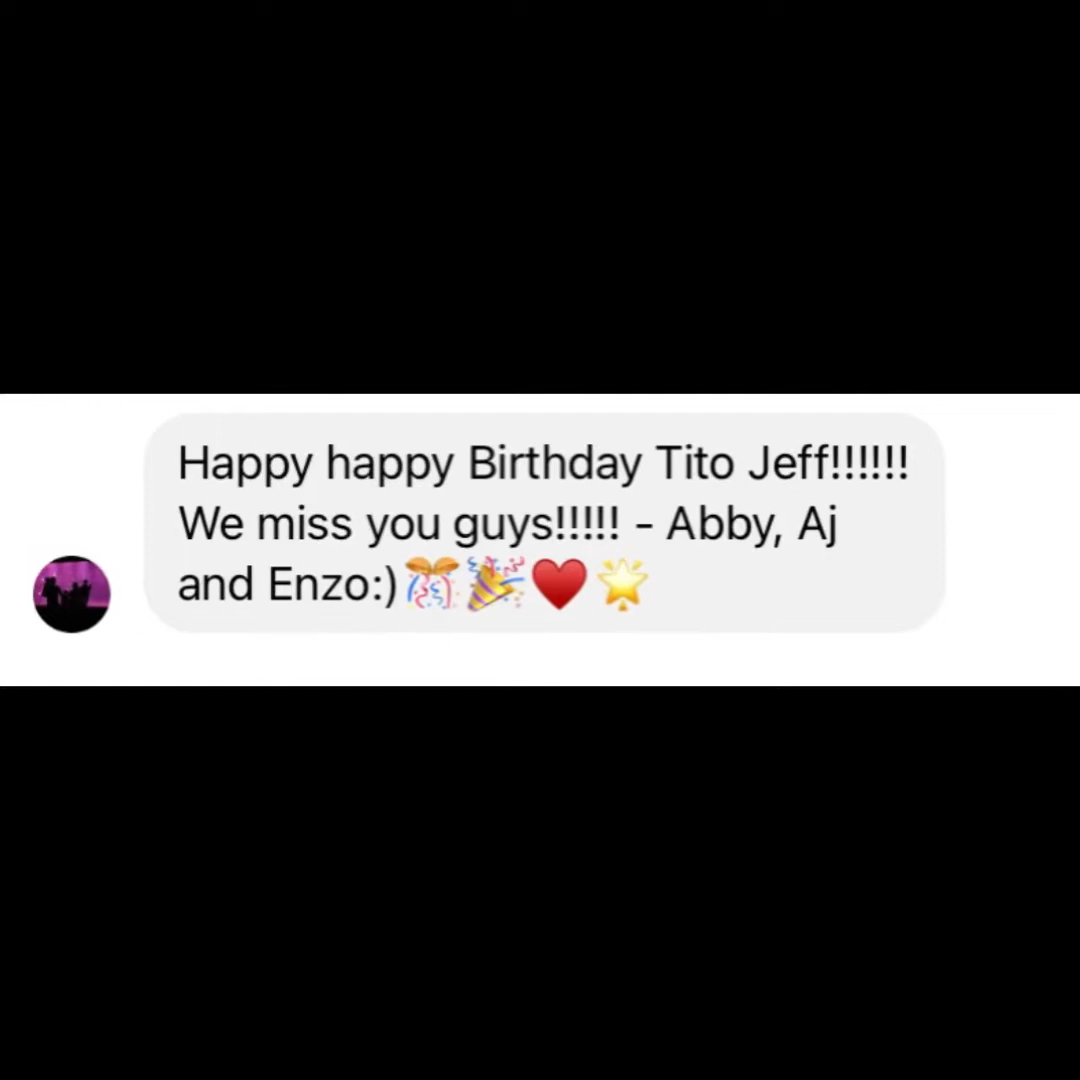 Happy happy Birthday Tito Jeff!!!!!!
We miss you guys!!!!! - Abby, Aj
and Enzo:)🎊🎉♥️🌟